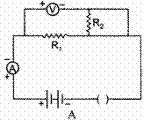 + V -
R₂
R₁
-
A
+
+ -
( )
A